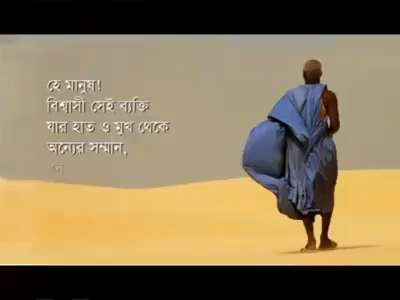 হে মানুষ!
বিশ্বাসী সেই ব্যক্তি
যার হাত ও মুখ থেকে
অন্যের সম্মান,